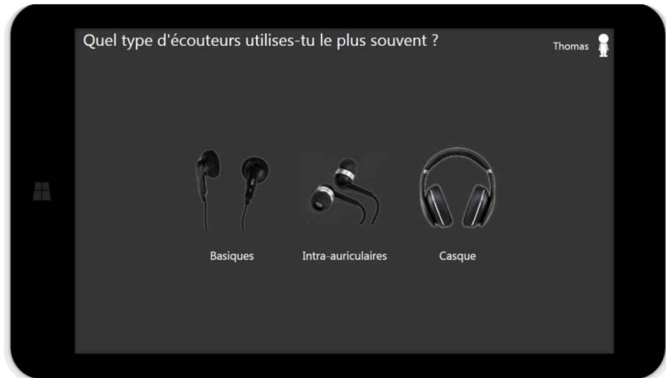 Quel type d'écouteurs utilises-tu le plus souvent ?
Thomas
Basiques
Intra-auriculaires
Casque